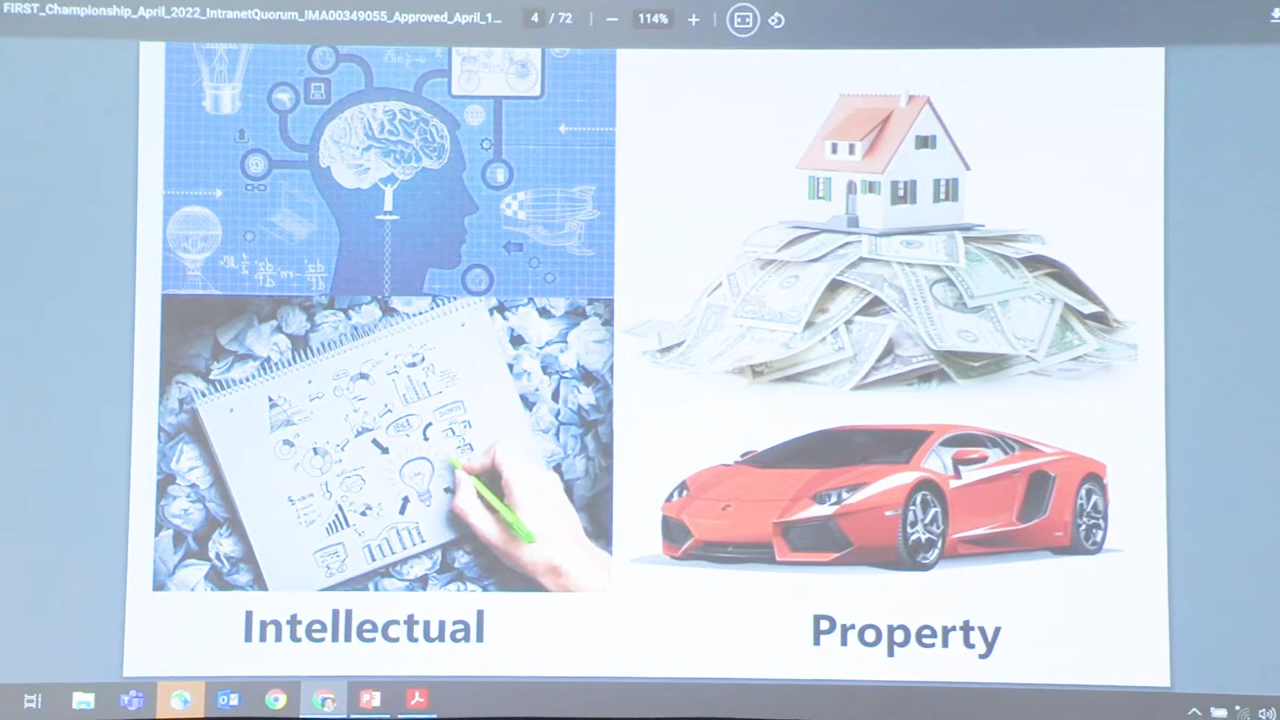 FIRST_Championship_April_2022_IntranetQuorum_IMA00349055_Approved_April_1...
4 / 72
114%
Intellectual
Property